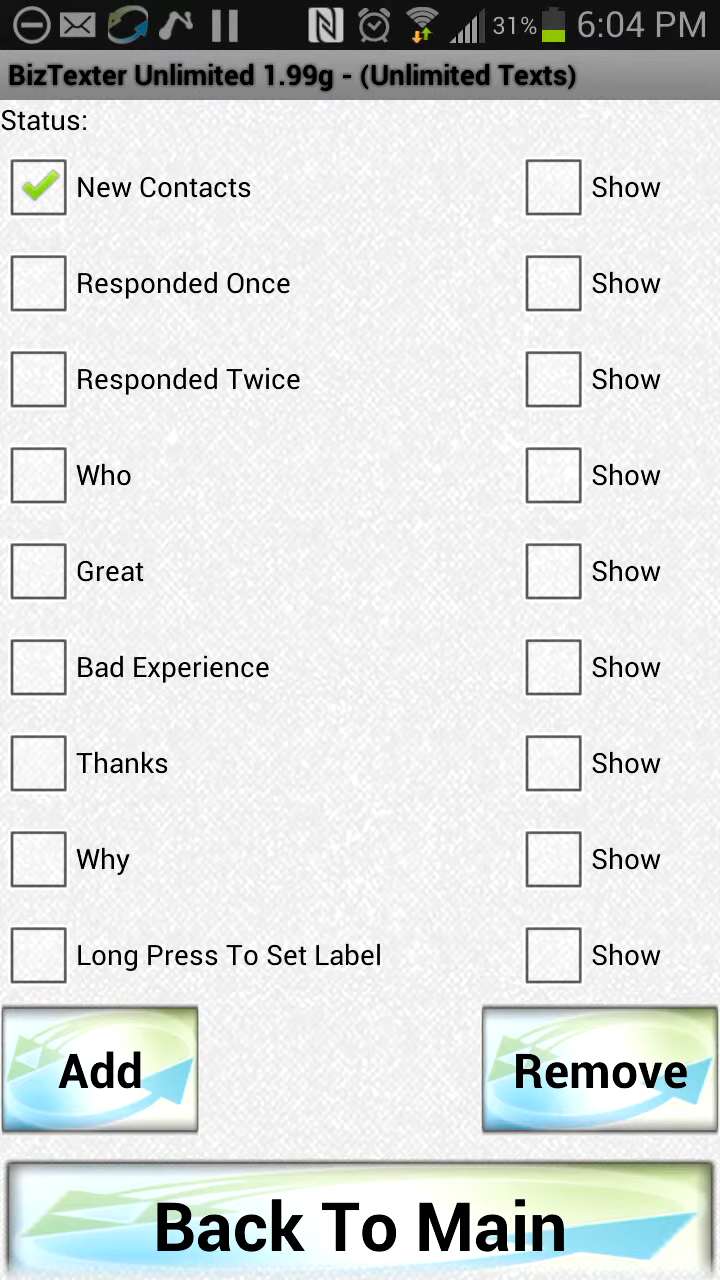 31% 6:04 PM
BizTexter Unlimited 1.99g - (Unlimited Texts)
Status:
New Contacts Show
Responded Once Show
Responded Twice Show
Who Show
Great Show
Bad Experience Show
Thanks Show
Why Show
Long Press To Set Label Show
Add Remove
Back To Main